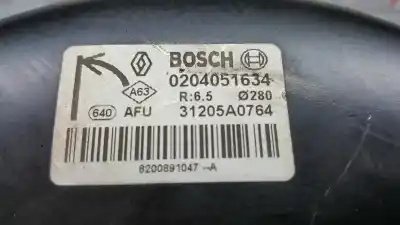 BOSCH
0204051634
A63
R:6.5 Ø280
640 AFU 31205A0764
8200891047 -A